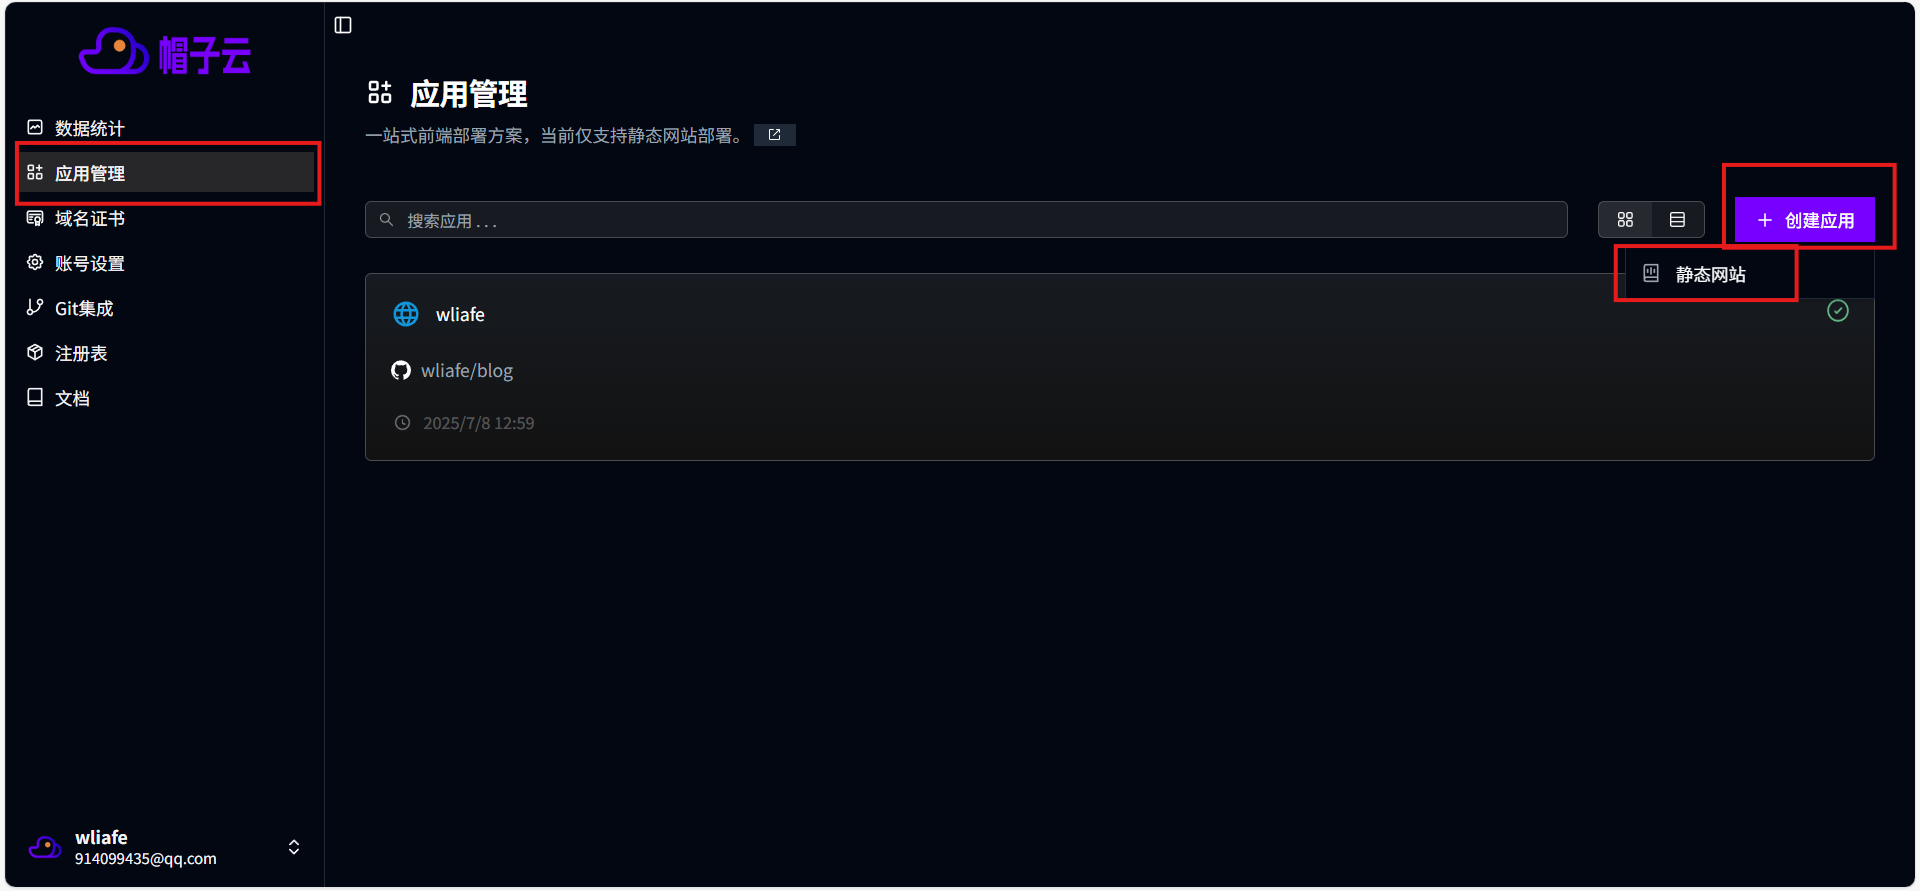 帽子云
数据统计
应用管理
域名证书
账号设置
Git集成
注册表
文档
wliafe
914099435@qq.com
应用管理
一站式前端部署方案，当前仅支持静态网站部署。
搜索应用 . . .
创建应用
静态网站
wliafe
wliafe/blog
2025/7/8 12:59